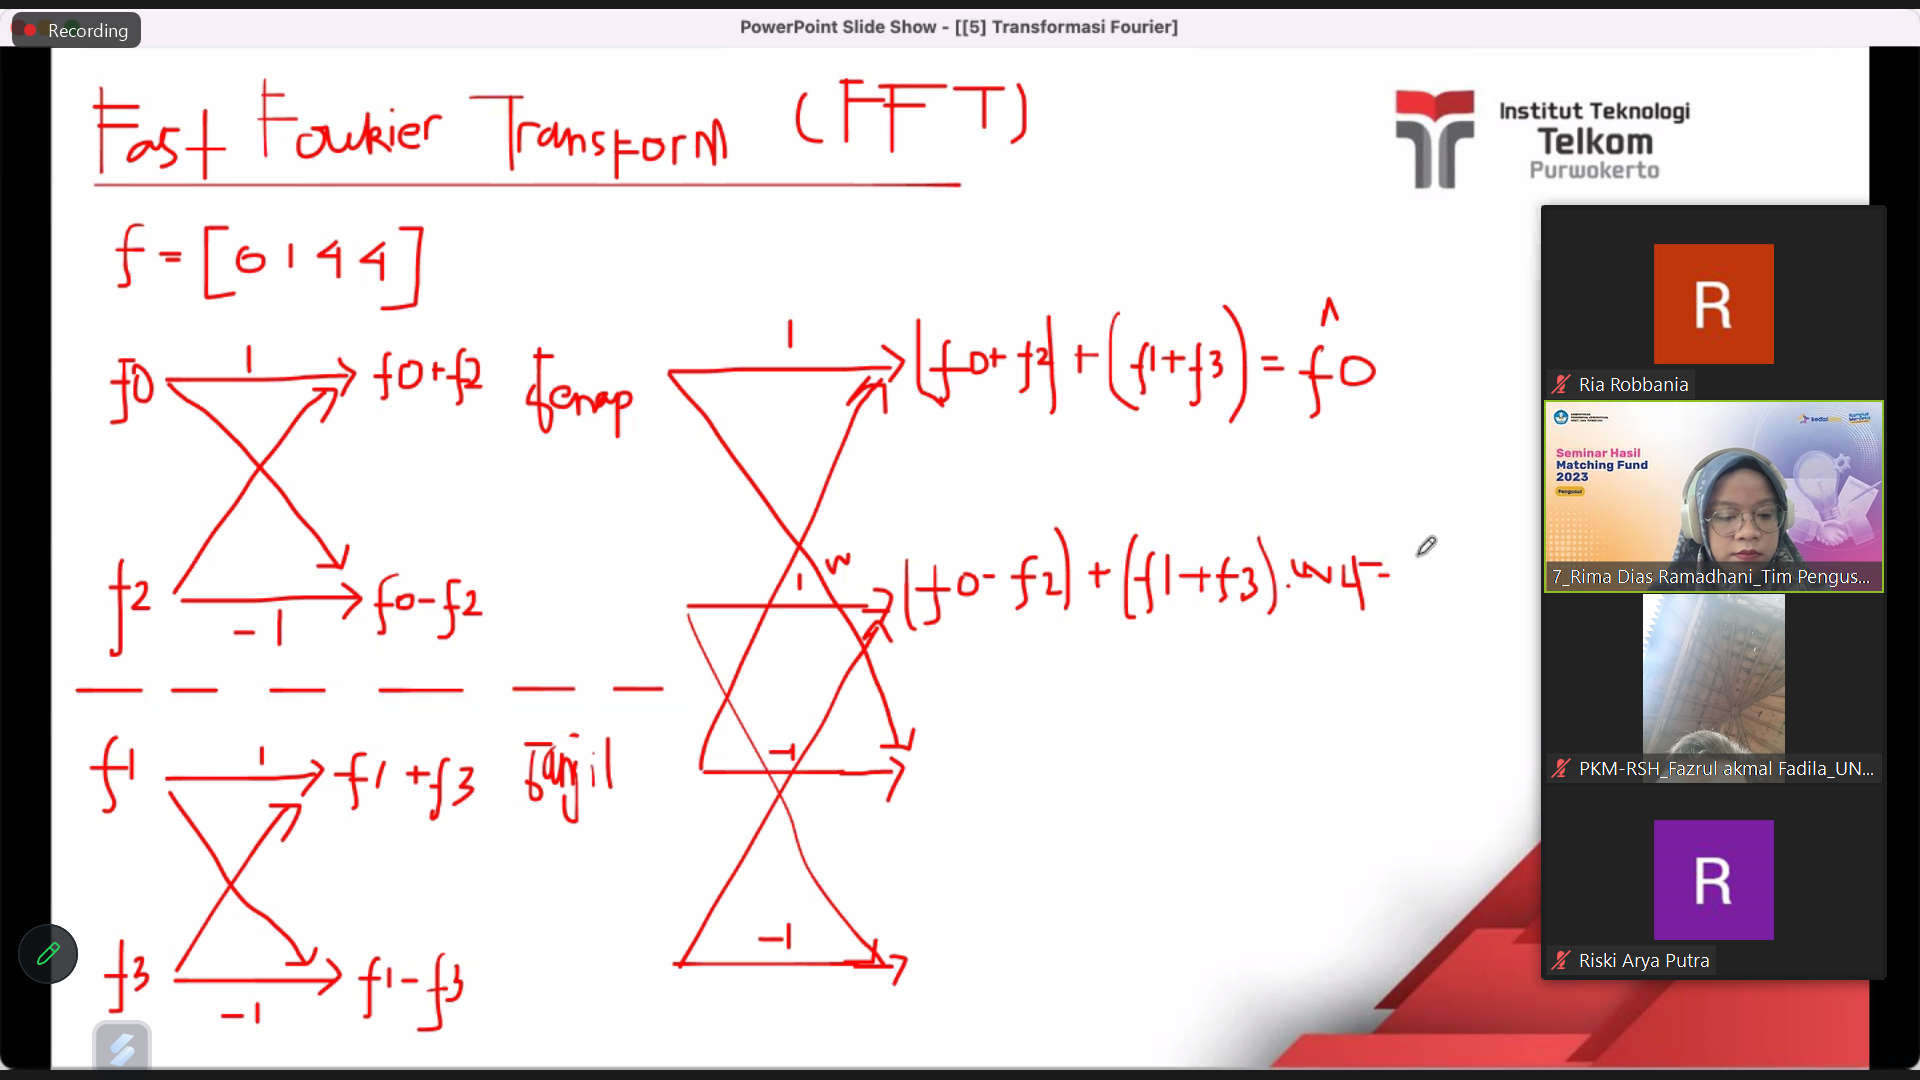 Recording
PowerPoint Slide Show - [[5] Transformasi Fourier]
Fast Fourier Transform (FFT)
Institut Teknologi
Telkom
Purwokerto
f = [0 1 4 4]
f0
1
f0+f2
Genap
f2
-1
f0-f2
f1
1
f1+f3
Ganjil
f3
-1
f1-f3
1
(f0+f2) + (f1+f3) = f̂0
1
w
(f0-f2) + (f1+f3).w4=
-1
-1
R
Ria Robbania
Seminar Hasil
Matching Fund
2023
Pengusul
7_Rima Dias Ramadhani_Tim Pengus...
PKM-RSH_Fazrul akmal Fadila_UN...
R
Riski Arya Putra